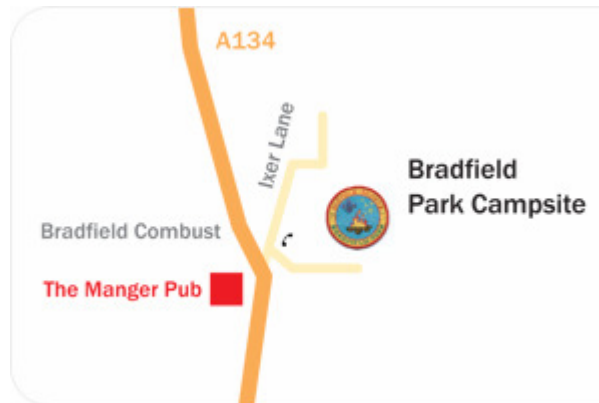 A134
Ixer Lane
Bradfield
Park Campsite
Bradfield Combust
The Manger Pub